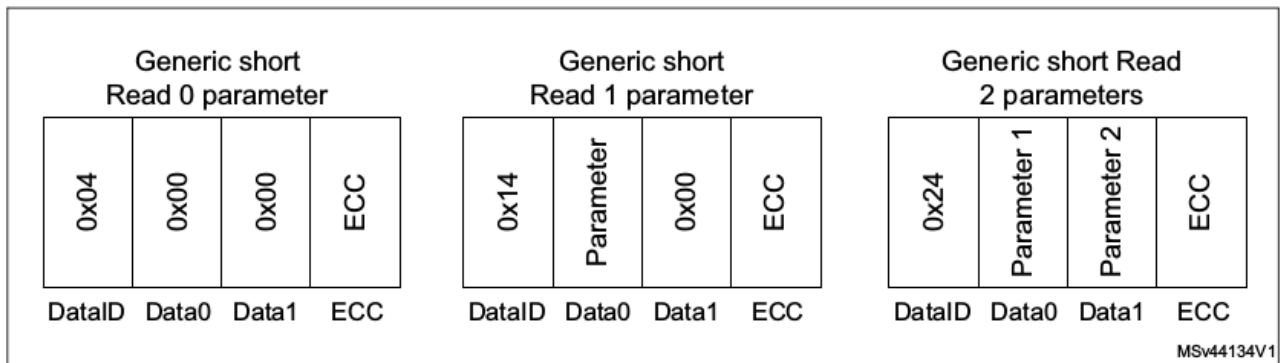 Generic short
Read 0 parameter
0x04
0x00
0x00
ECC
DataID Data0 Data1 ECC
Generic short
Read 1 parameter
0x14
Parameter
0x00
ECC
DataID Data0 Data1 ECC
Generic short Read
2 parameters
0x24
Parameter 1
Parameter 2
ECC
DataID Data0 Data1 ECC
MSv44134V1